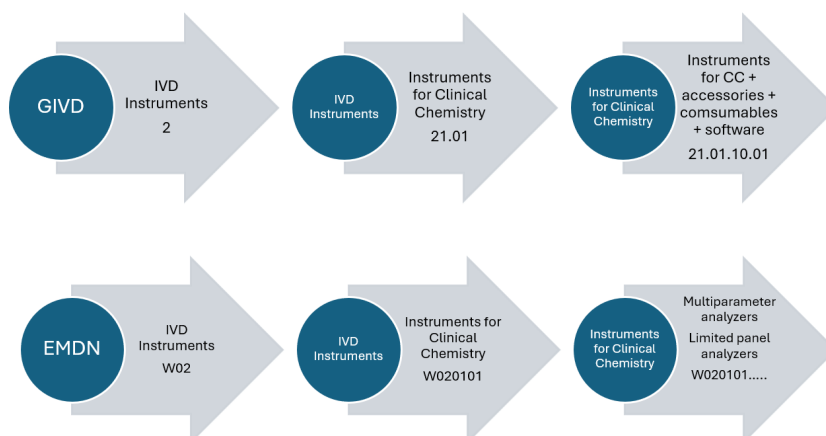 GIVD
IVD
Instruments
2
IVD
Instruments
Instruments
for Clinical
Chemistry
21.01
Instruments
for Clinical
Chemistry
Instruments
for CC +
accessories +
comsumables
+ software
21.01.10.01
EMDN
IVD
Instruments
W02
IVD
Instruments
Instruments for
Clinical
Chemistry
W020101
Instruments
for Clinical
Chemistry
Multiparameter
analyzers
Limited panel
analyzers
W020101.....